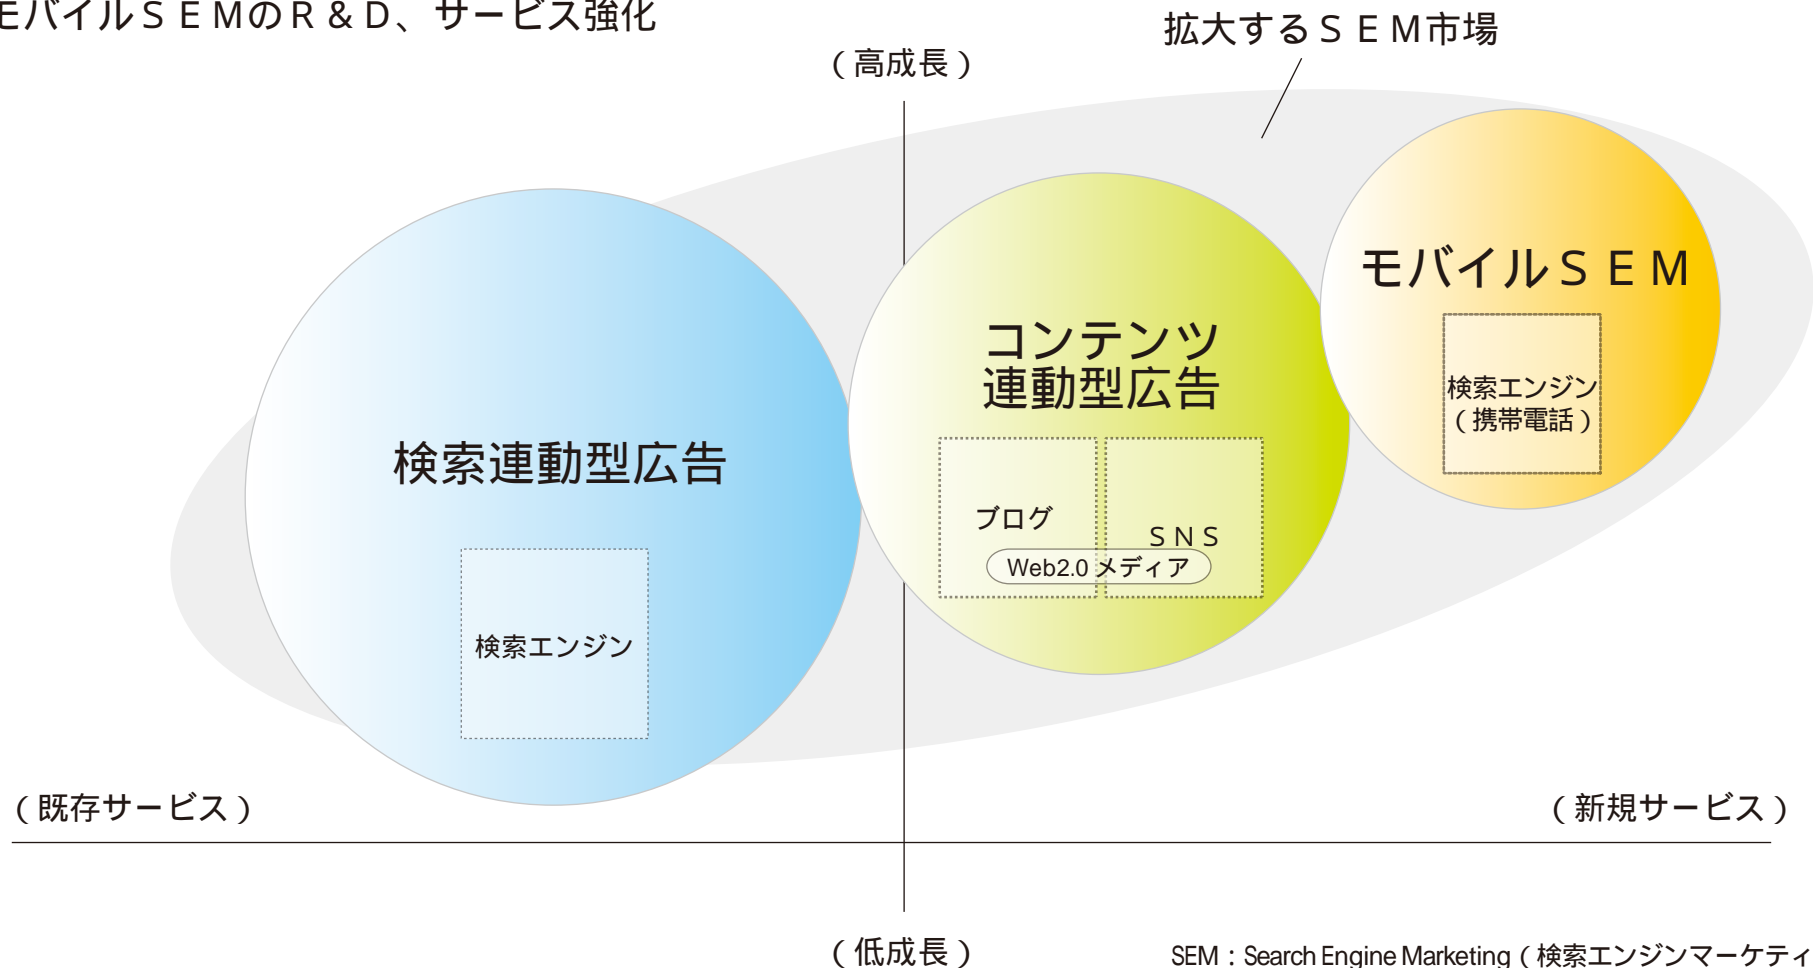 モバイルＳＥＭのＲ＆Ｄ、サービス強化
拡大するＳＥＭ市場
（高成長）
モバイルＳＥＭ
検索エンジン
（携帯電話）
コンテンツ
連動型広告
ブログ
ＳＮＳ
Web2.0 メディア
検索連動型広告
検索エンジン
（既存サービス）
（新規サービス）
（低成長）
SEM：Search Engine Marketing（検索エンジンマーケティ